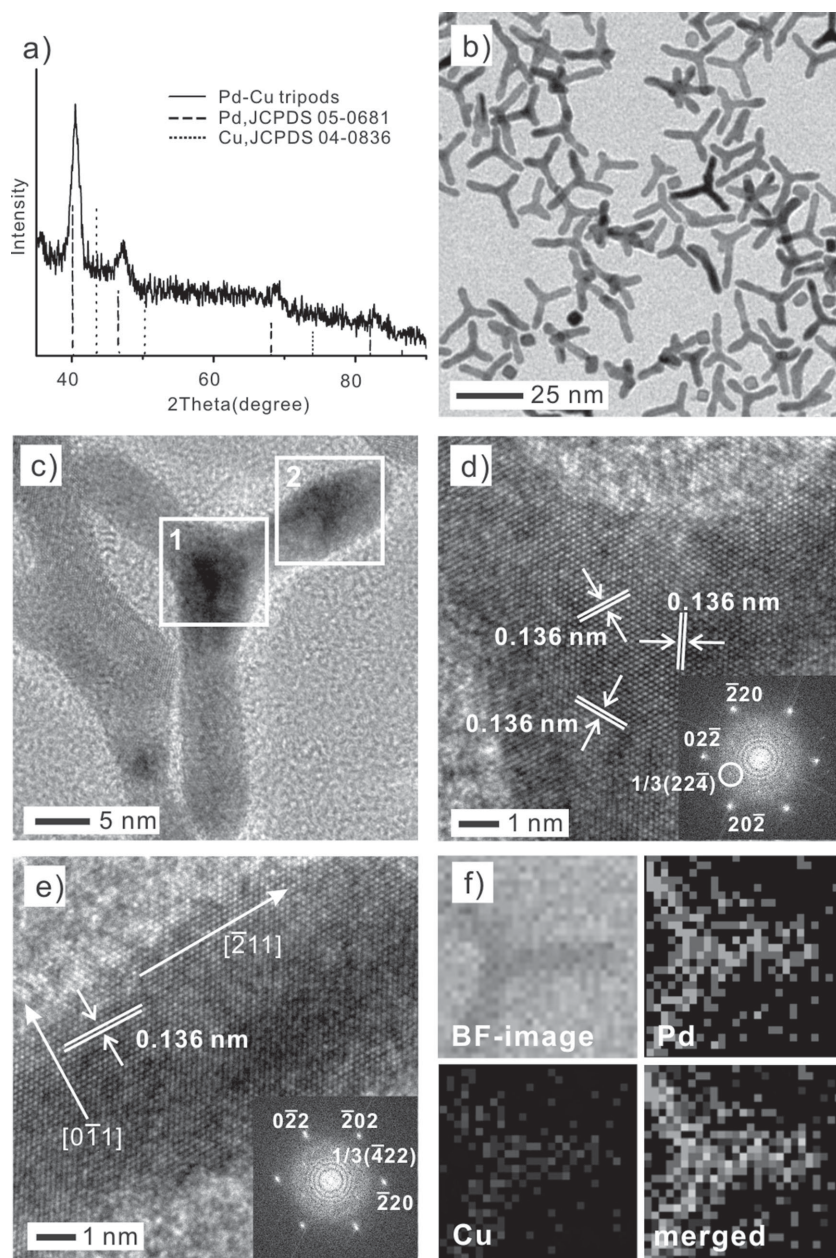 a)
Pd-Cu tripods
Pd,JCPDS 05-0681
Cu,JCPDS 04-0836
Intensity
40 60 80
2Theta(degree)
b)
25 nm
c)
1
2
5 nm
d)
0.136 nm
0.136 nm
0.136 nm
2̅20
022̅
1/3(224̅)
202̅
1 nm
e)
[2̅11]
0.136 nm
[01̅1]
02̅2
2̅02
1/3(4̅22)
2̅20
1 nm
f)
BF-image
Pd
Cu
merged